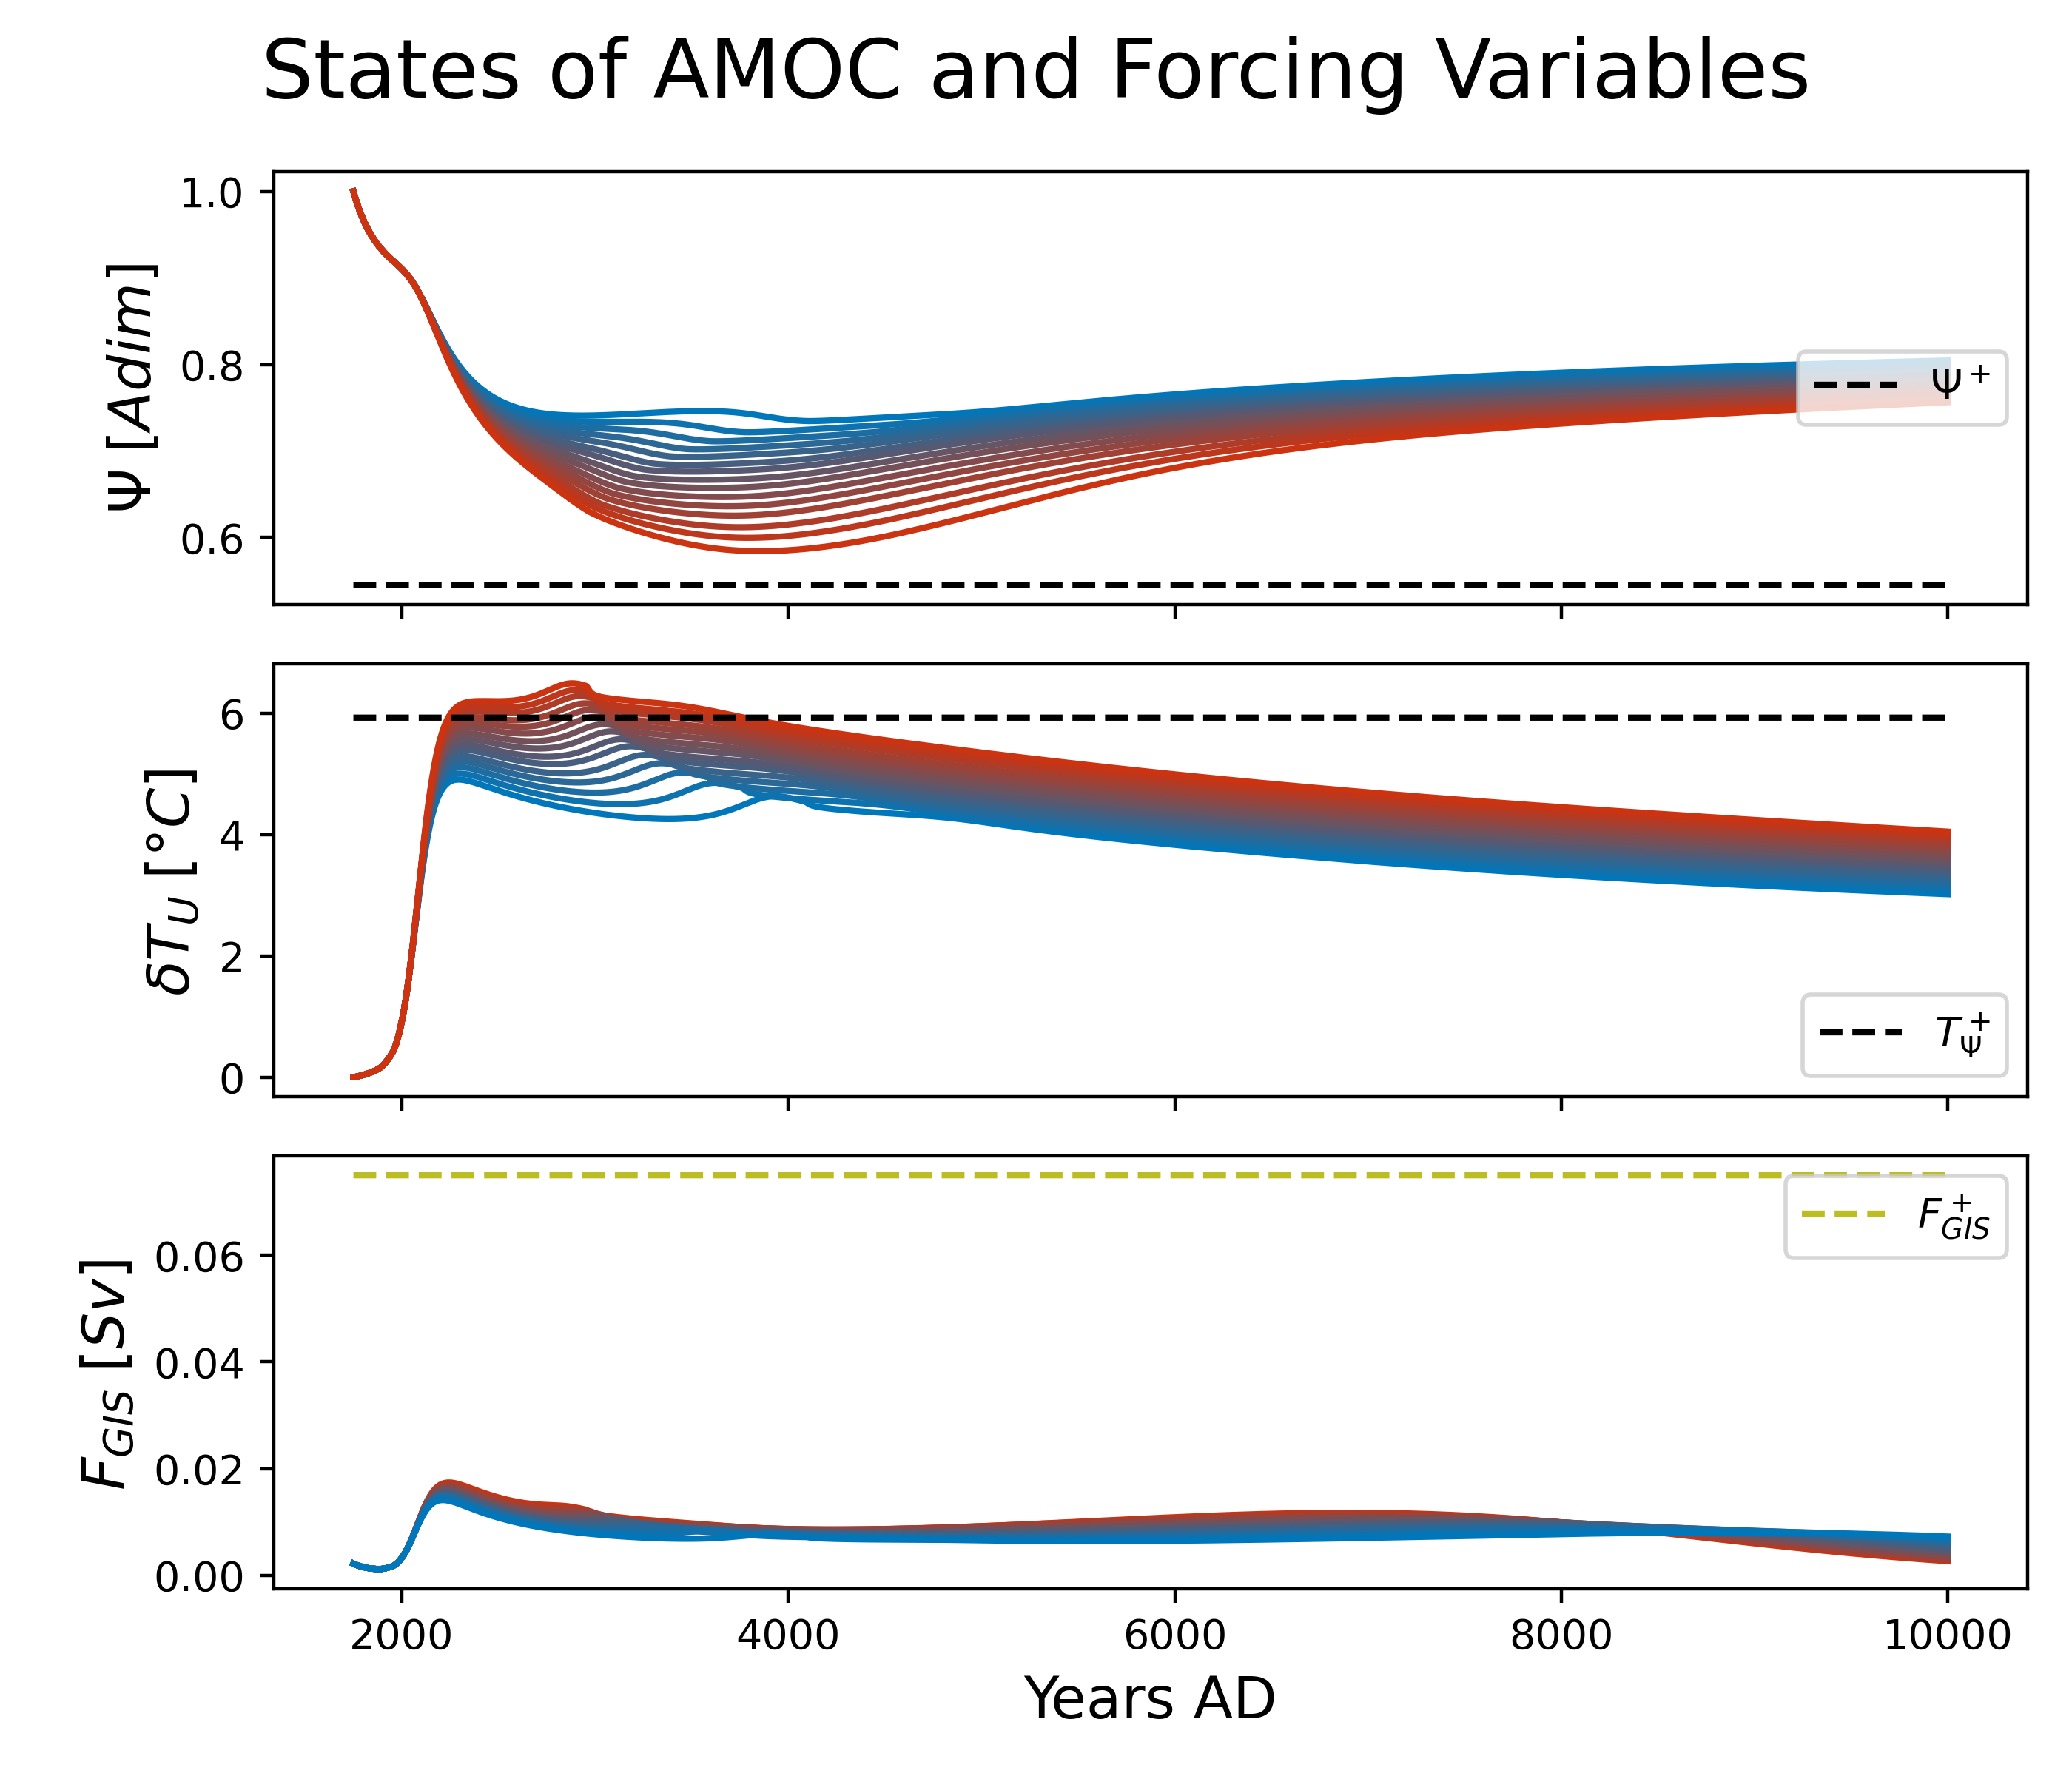 States of AMOC and Forcing Variables
Ψ [Adim]
1.0
0.8
0.6
Ψ⁺
δT_U [°C]
6
4
2
0
T_Ψ^+
F_GIS [Sv]
0.06
0.04
0.02
0.00
F_GIS^+
2000 4000 6000 8000 10000
Years AD